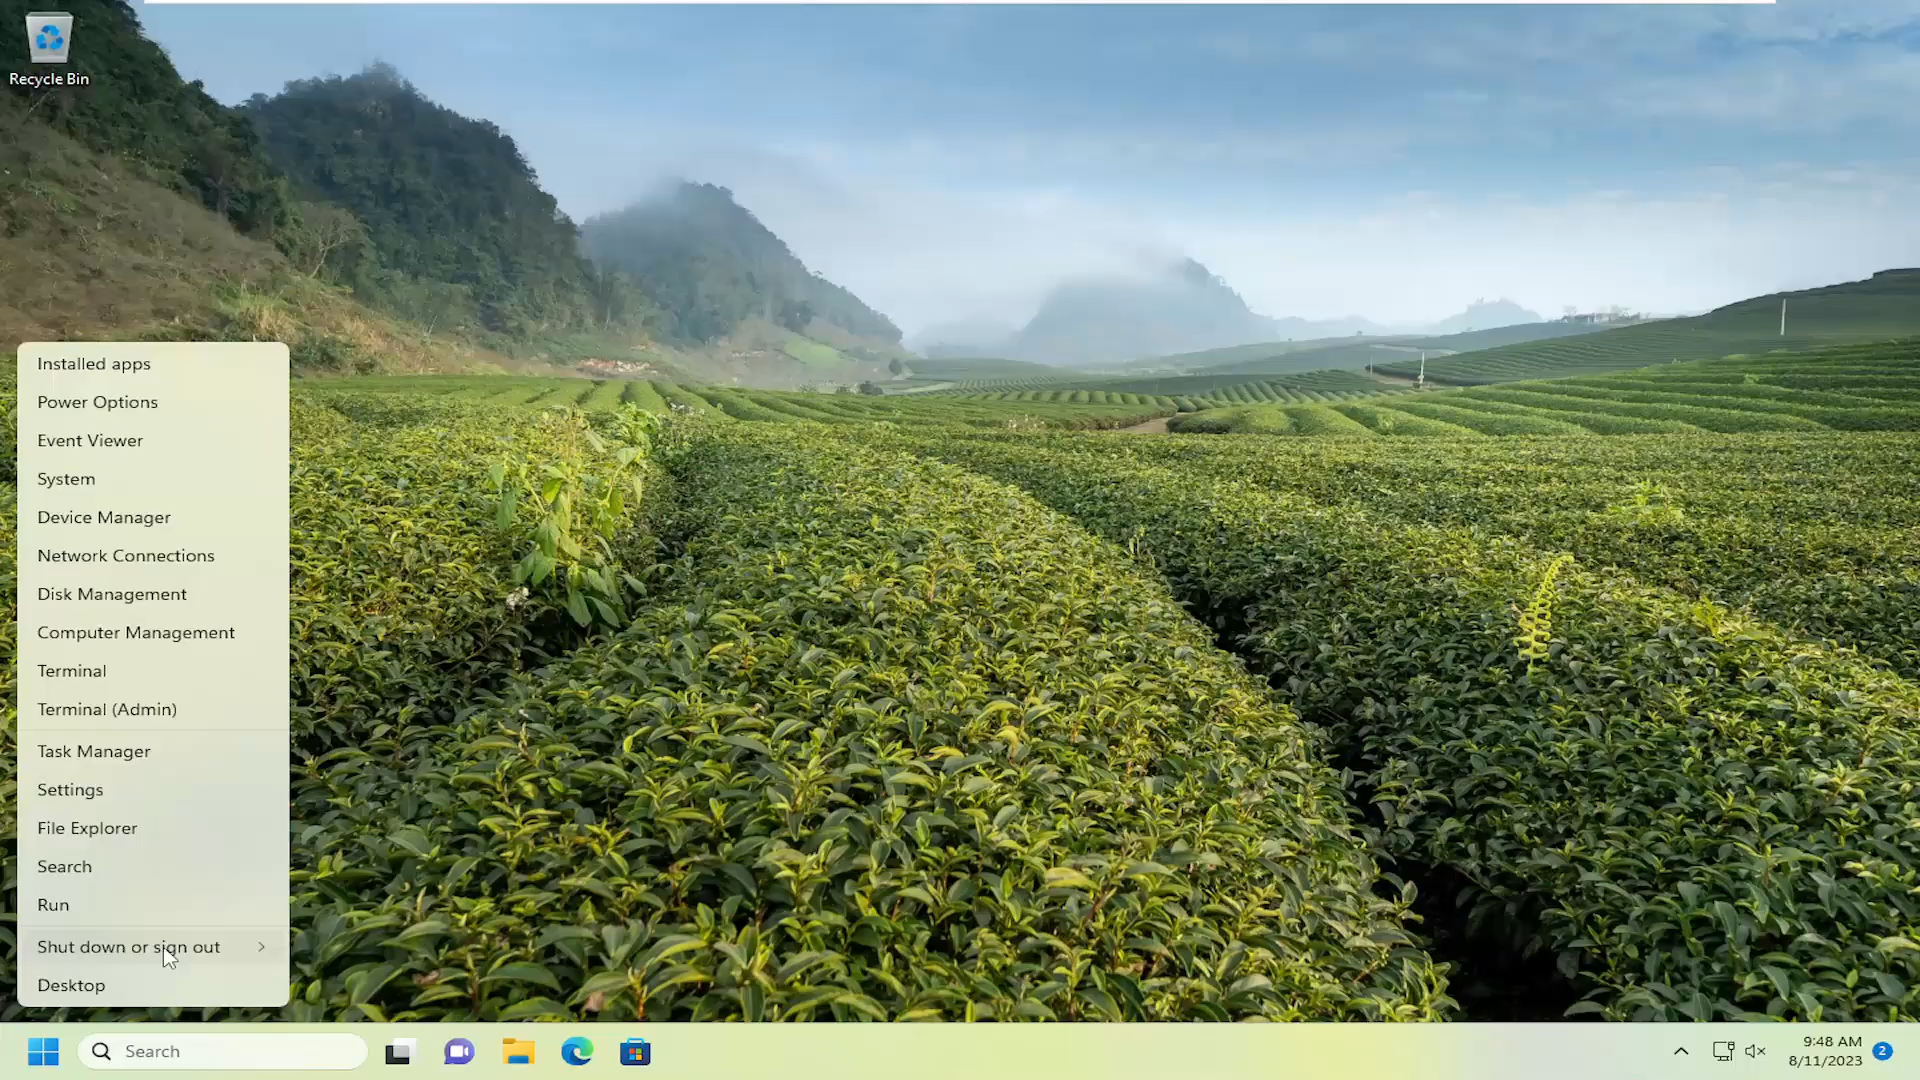 Recycle Bin
Installed apps
Power Options
Event Viewer
System
Device Manager
Network Connections
Disk Management
Computer Management
Terminal
Terminal (Admin)
Task Manager
Settings
File Explorer
Search
Run
Shut down or sign out
Desktop
Search
9:48 AM
8/11/2023
2